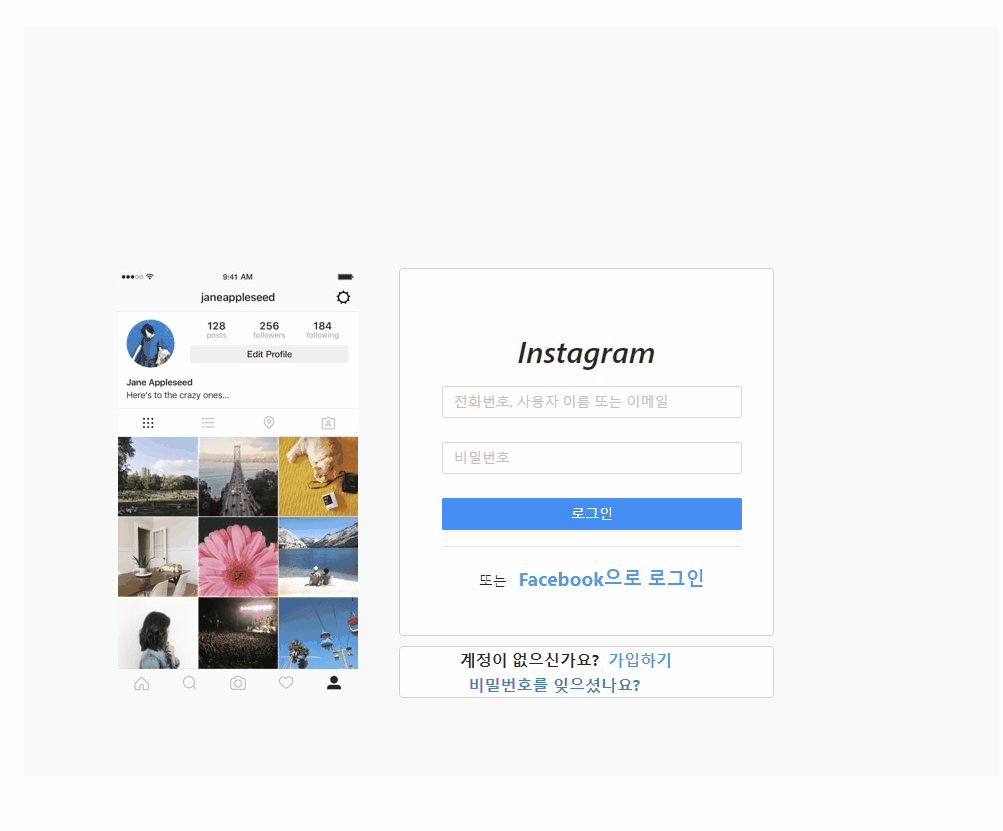 9:41 AM
janeappleseed
128 256 184
posts followers following
Edit Profile
Jane Appleseed
Here's to the crazy ones...
Instagram
전화번호, 사용자 이름 또는 이메일
비밀번호
로그인
또는 Facebook으로 로그인
계정이 없으신가요? 가입하기
비밀번호를 잊으셨나요?